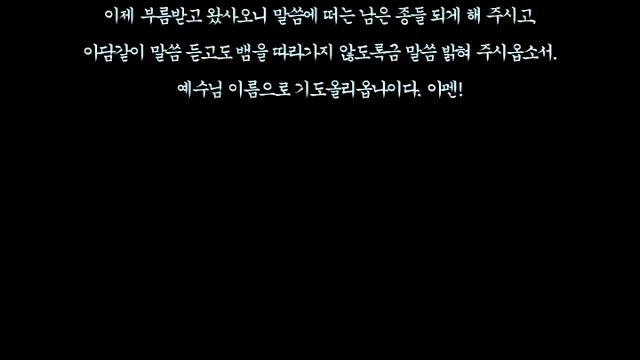 이제 부름받고 왔사오니 말씀에 떠는 남은 종들 되게 해 주시고,
아담같이 말씀 듣고도 뱀을 따라가지 않도록금 말씀 밝혀 주시옵소서.
예수님 이름으로 기도올리옵나이다. 아멘!